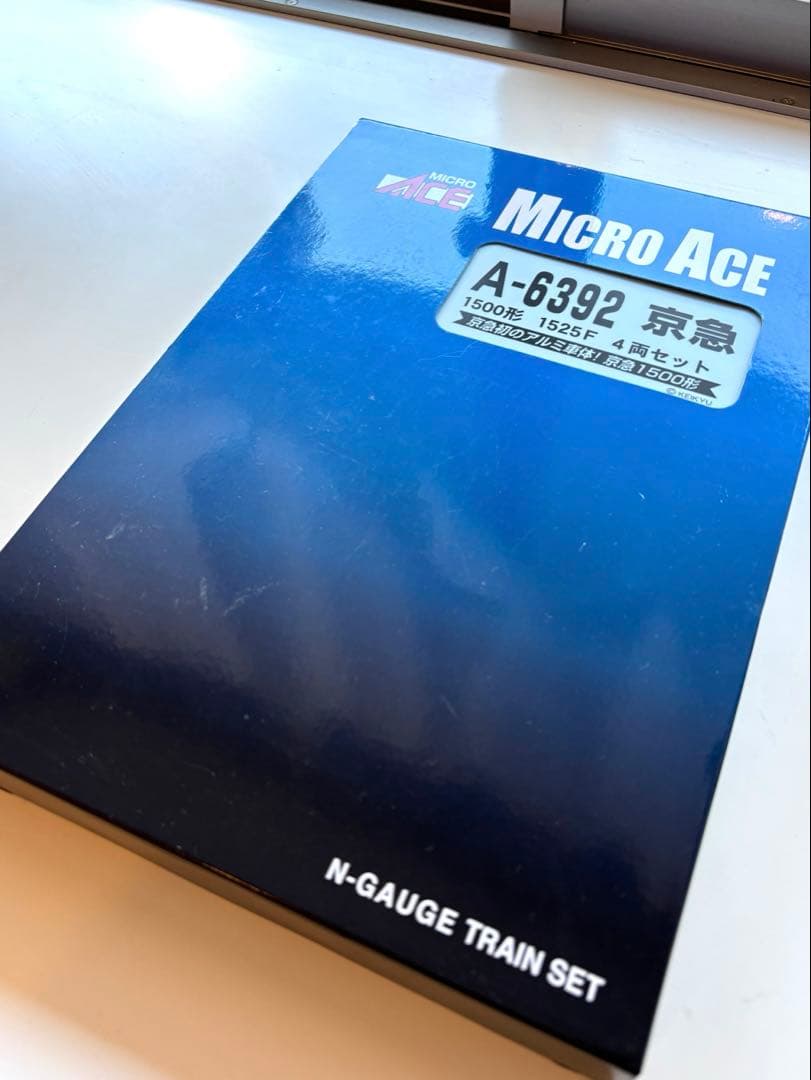 MICRO
ACE
MICRO ACE
A-6392 京急
1500形 1525F 4両セット
京急初のアルミ車体! 京急1500形
© KEIKYU
N-GAUGE TRAIN SET